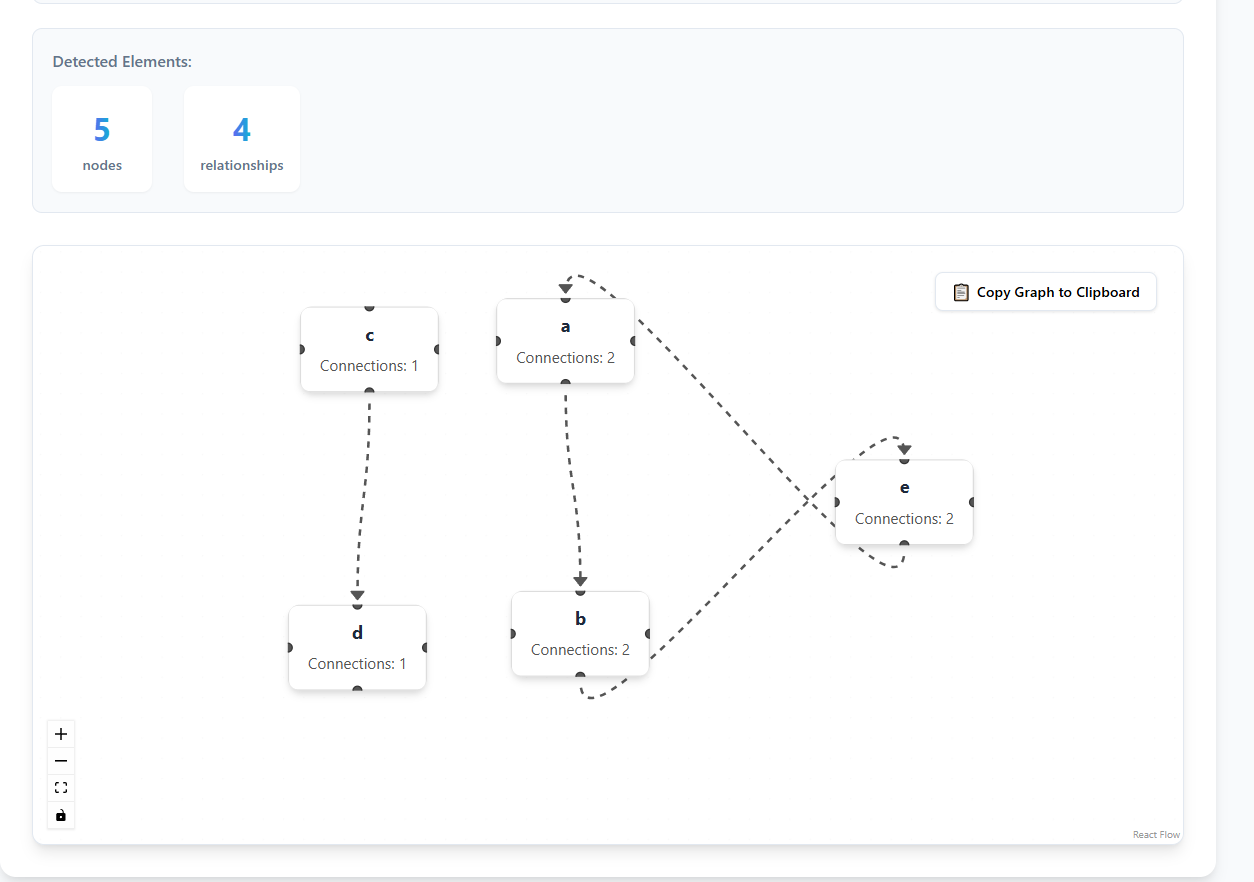 Detected Elements:
5
nodes
4
relationships
Copy Graph to Clipboard
c
Connections: 1
a
Connections: 2
e
Connections: 2
d
Connections: 1
b
Connections: 2
React Flow